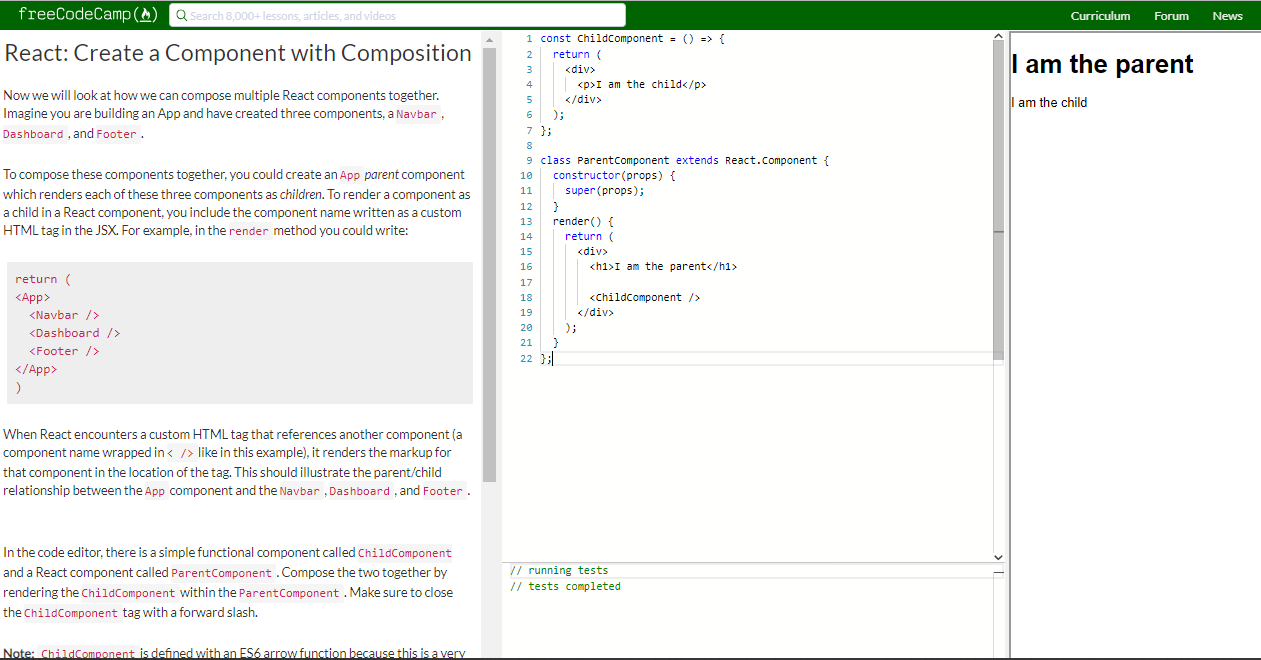 freeCodeCamp(🔥)
Search 8,000+ lessons, articles, and videos
Curriculum
Forum
News
React: Create a Component with Composition
Now we will look at how we can compose multiple React components together.
Imagine you are building an App and have created three components, a Navbar ,
Dashboard , and Footer .
To compose these components together, you could create an App parent component
which renders each of these three components as children. To render a component as
a child in a React component, you include the component name written as a custom
HTML tag in the JSX. For example, in the render method you could write:
return (
<App>
<Navbar />
<Dashboard />
<Footer />
</App>
)
When React encounters a custom HTML tag that references another component (a
component name wrapped in < /> like in this example), it renders the markup for
that component in the location of the tag. This should illustrate the parent/child
relationship between the App component and the Navbar , Dashboard , and Footer .
In the code editor, there is a simple functional component called ChildComponent
and a React component called ParentComponent . Compose the two together by
rendering the ChildComponent within the ParentComponent . Make sure to close
the ChildComponent tag with a forward slash.
Note: ChildComponent is defined with an ES6 arrow function because this is a very
1 const ChildComponent = () => {
2 return (
3 <div>
4 <p>I am the child</p>
5 </div>
6 );
7 };
8
9 class ParentComponent extends React.Component {
10 constructor(props) {
11 super(props);
12 }
13 render() {
14 return (
15 <div>
16 <h1>I am the parent</h1>
17
18 <ChildComponent />
19 </div>
20 );
21 }
22 };
// running tests
// tests completed
I am the parent
I am the child